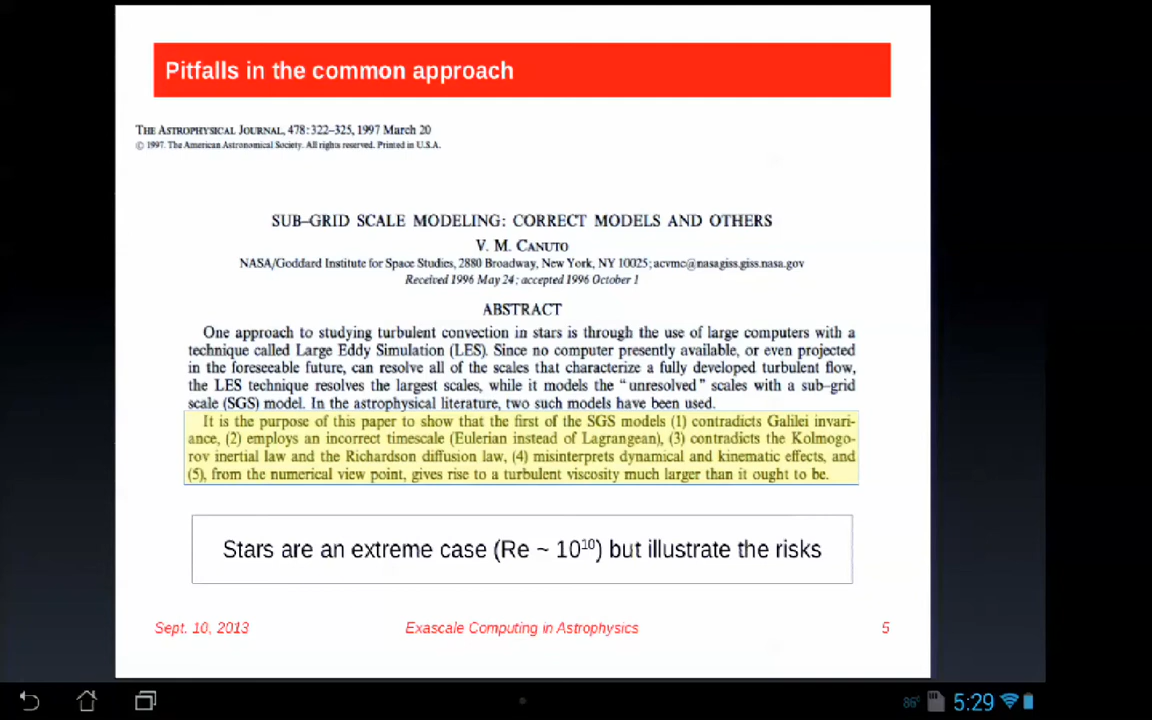 Pitfalls in the common approach
THE ASTROPHYSICAL JOURNAL, 478:322–325, 1997 March 20
© 1997. The American Astronomical Society. All rights reserved. Printed in U.S.A.
SUB-GRID SCALE MODELING: CORRECT MODELS AND OTHERS
V. M. CANUTO
NASA/Goddard Institute for Space Studies, 2880 Broadway, New York, NY 10025; acvmc@nasagiss.giss.nasa.gov
Received 1996 May 24; accepted 1996 October 1
ABSTRACT
One approach to studying turbulent convection in stars is through the use of large computers with a
technique called Large Eddy Simulation (LES). Since no computer presently available, or even projected
in the foreseeable future, can resolve all of the scales that characterize a fully developed turbulent flow,
the LES technique resolves the largest scales, while it models the “unresolved” scales with a sub-grid
scale (SGS) model. In the astrophysical literature, two such models have been used.
It is the purpose of this paper to show that the first of the SGS models (1) contradicts Galilei invari-
ance, (2) employs an incorrect timescale (Eulerian instead of Lagrangean), (3) contradicts the Kolmogo-
rov inertial law and the Richardson diffusion law, (4) misinterprets dynamical and kinematic effects, and
(5), from the numerical view point, gives rise to a turbulent viscosity much larger than it ought to be.
Stars are an extreme case (Re ~ 10¹⁰) but illustrate the risks
Sept. 10, 2013
Exascale Computing in Astrophysics
5
86°
5:29